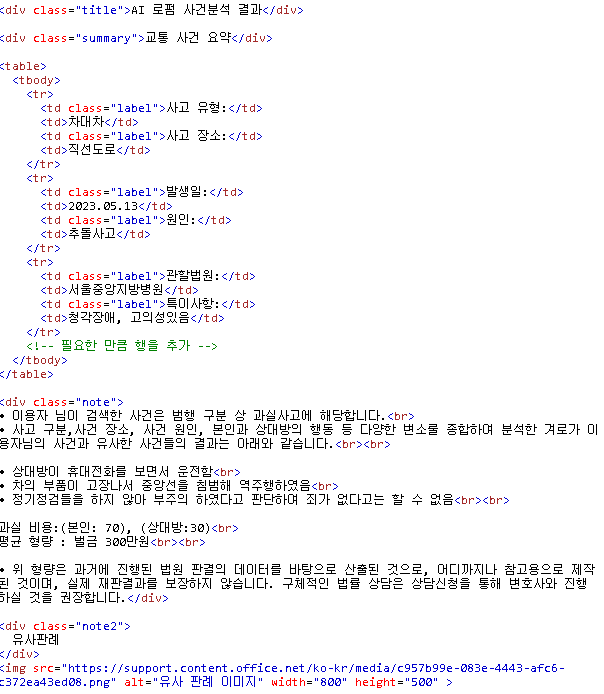 <div class="title">AI 로펌 사건분석 결과</div>
<div class="summary">교통 사건 요약</div>
<table>
<tbody>
<tr>
<td class="label">사고 유형:</td>
<td>차대차</td>
<td class="label">사고 장소:</td>
<td>직선도로</td>
</tr>
<tr>
<td class="label">발생일:</td>
<td>2023.05.13</td>
<td class="label">원인:</td>
<td>추돌사고</td>
</tr>
<tr>
<td class="label">관할법원:</td>
<td>서울중앙지방병원</td>
<td class="label">특이사항:</td>
<td>청각장애, 고의성있음</td>
</tr>
<!-- 필요한 만큼 행을 추가 -->
</tbody>
</table>
<div class="note">
• 이용자 님이 검색한 사건은 범행 구분 상 과실사고에 해당합니다.<br>
• 사고 구분,사건 장소, 사건 원인, 본인과 상대방의 행동 등 다양한 변소룰 종합하여 분석한 겨로가 이
용자님의 사건과 유사한 사건들의 결과는 아래와 같습니다.<br><br>
• 상대방이 휴대전화를 보면서 운전함<br>
• 차의 부품이 고장나서 중앙선을 침범해 역주행하였음<br>
• 정기정검들을 하지 않아 부주의 하였다고 판단하여 죄가 없다고는 할 수 없음<br><br>
과실 비용:(본인: 70), (상대방:30)<br>
평균 형량 : 벌금 300만원<br><br>
• 위 형량은 과거에 진행된 법원 판결의 데이터를 바탕으로 산출된 것으로, 어디까지나 참고용으로 제작
된 것이며, 실제 재판결과를 보장하지 않습니다. 구체적인 법률 상담은 상담신청을 통해 변호사와 진행
하실 것을 권장합니다.</div>
<div class="note2">
유사판례
</div>
<img src="https://support.content.office.net/ko-kr/media/c957b99e-083e-4443-afc6-
c372ea43ed08.png" alt="유사 판례 이미지" width="800" height="500" >